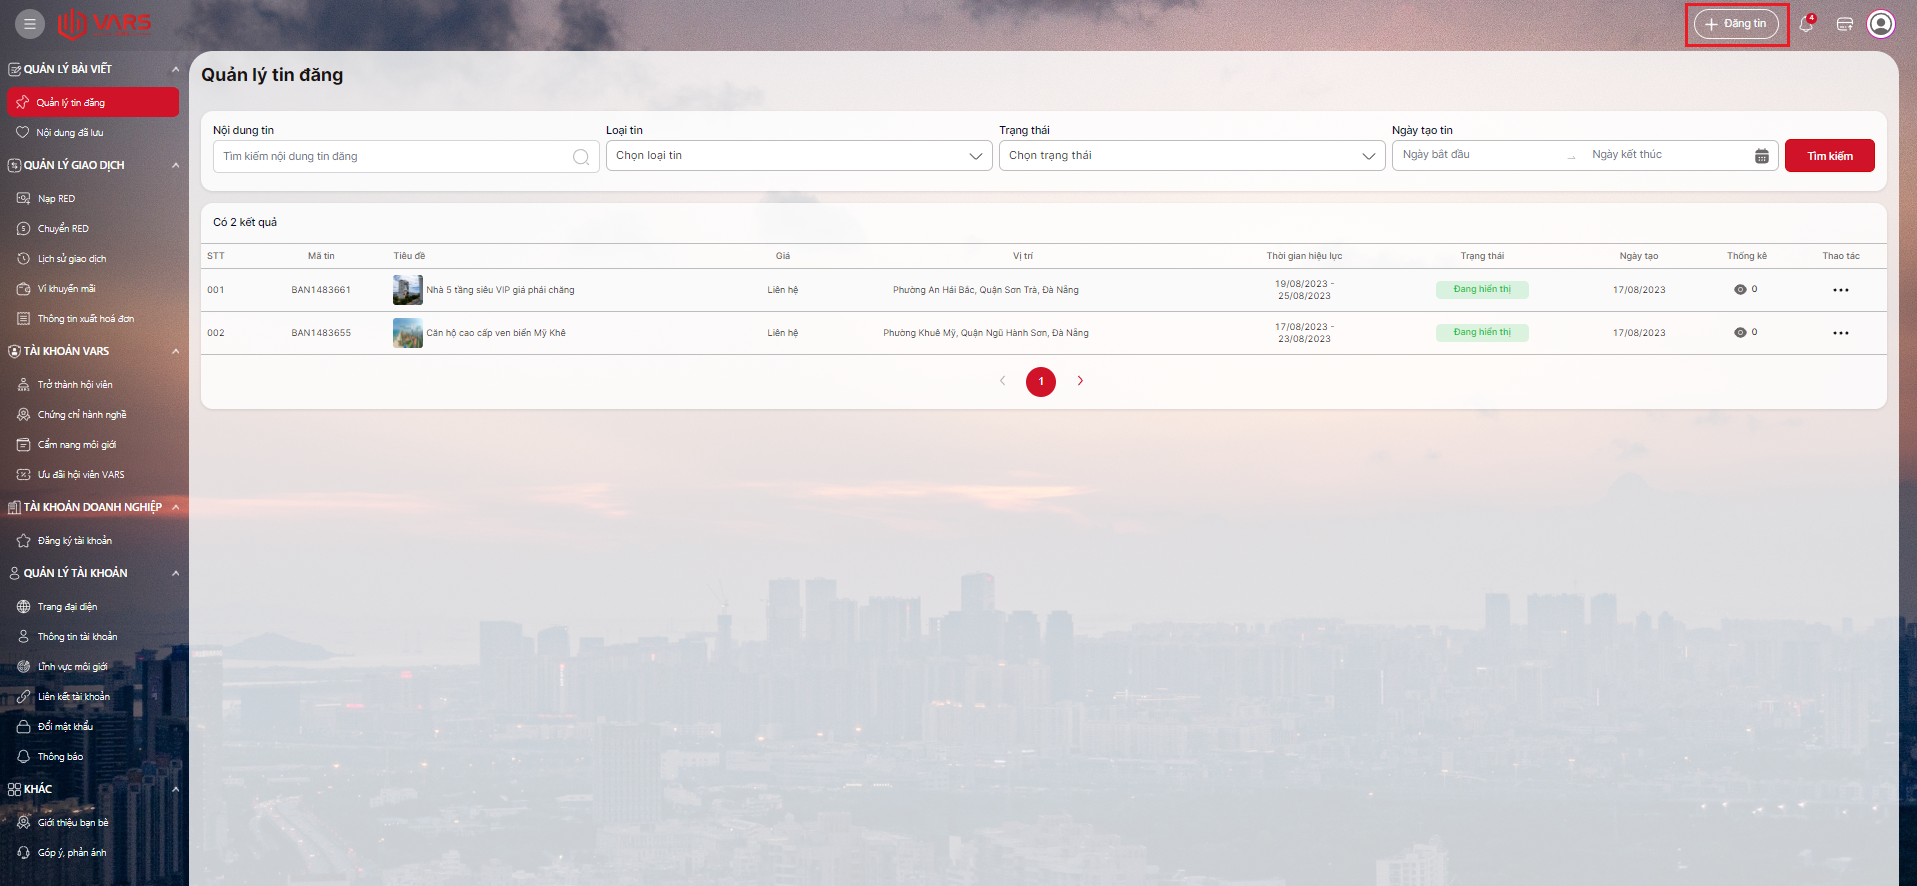 VARS
Đăng tin
4
QUẢN LÝ BÀI VIẾT
Quản lý tin đăng
Nội dung đã lưu
QUẢN LÝ GIAO DỊCH
Nạp RED
Chuyển RED
Lịch sử giao dịch
Ví khuyến mãi
Thông tin xuất hoá đơn
TÀI KHOẢN VARS
Trở thành hội viên
Chứng chỉ hành nghề
Cẩm nang môi giới
Ưu đãi hội viên VARS
TÀI KHOẢN DOANH NGHIỆP
Đăng ký tài khoản
QUẢN LÝ TÀI KHOẢN
Trang đại diện
Thông tin tài khoản
Lĩnh vực môi giới
Liên kết tài khoản
Đổi mật khẩu
Thông báo
KHÁC
Giới thiệu bạn bè
Góp ý, phản ánh
Quản lý tin đăng
Nội dung tin Loại tin Trạng thái Ngày tạo tin
Tìm kiếm nội dung tin đăng Chọn loại tin Chọn trạng thái Ngày bắt đầu → Ngày kết thúc Tìm kiếm
Có 2 kết quả
STT Mã tin Tiêu đề Giá Vị trí Thời gian hiệu lực Trạng thái Ngày tạo Thống kê Thao tác
001 BAN1483661 Nhà 5 tầng siêu VIP giá phải chăng Liên hệ Phường An Hải Bắc, Quận Sơn Trà, Đà Nẵng 19/08/2023 - 25/08/2023 Đang hiển thị 17/08/2023 0
002 BAN1483655 Căn hộ cao cấp ven biển Mỹ Khê Liên hệ Phường Khuê Mỹ, Quận Ngũ Hành Sơn, Đà Nẵng 17/08/2023 - 23/08/2023 Đang hiển thị 17/08/2023 0
1